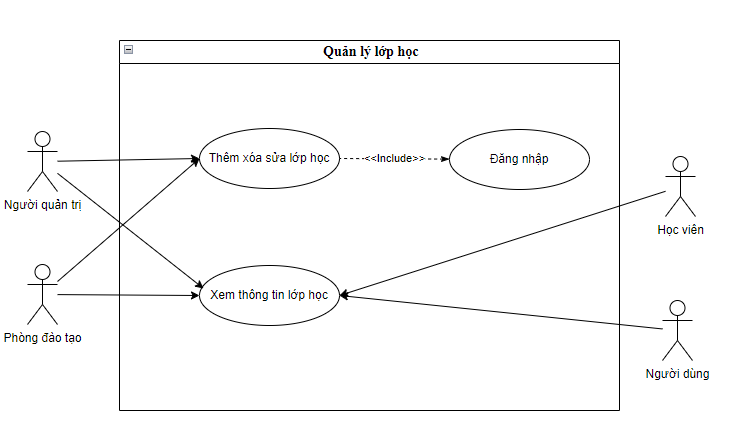 Quản lý lớp học
Thêm xóa sửa lớp học
<<Include>>
Đăng nhập
Người quản trị
Học viên
Xem thông tin lớp học
Phòng đào tạo
Người dùng